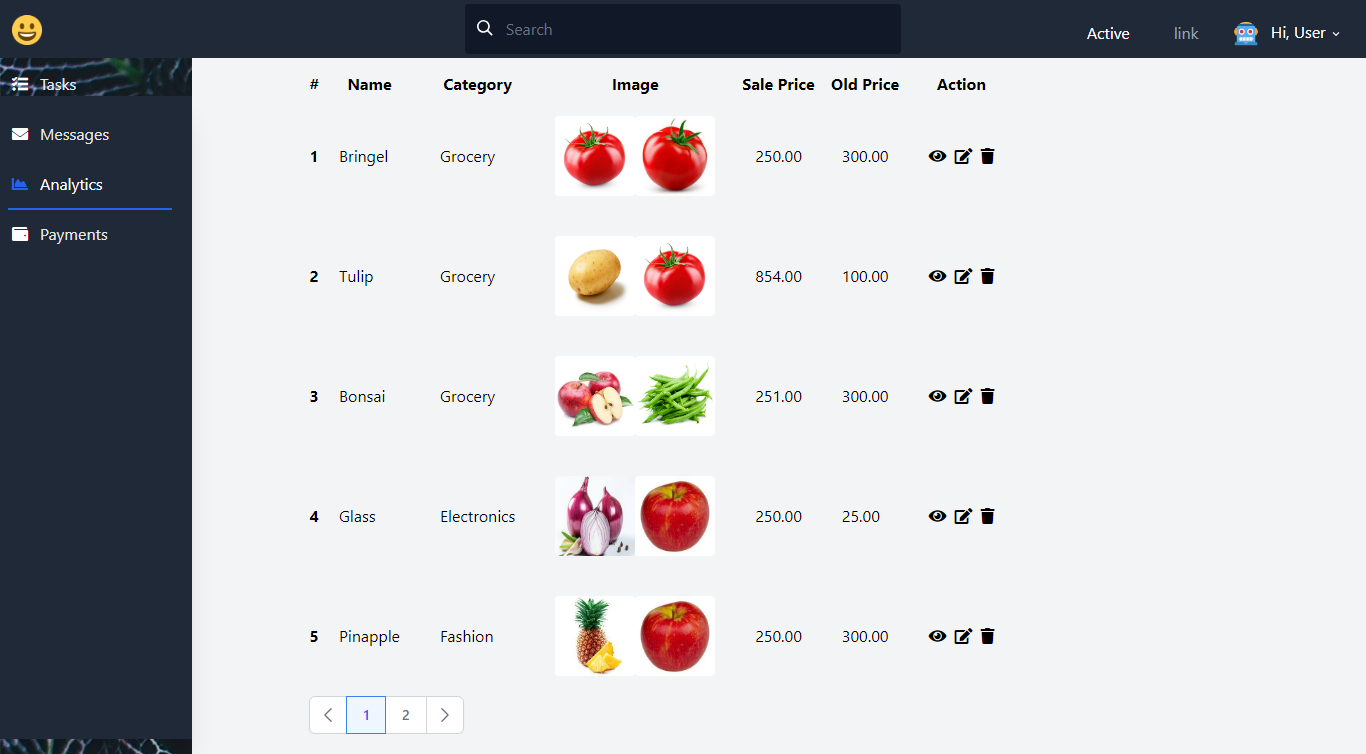 Search
Active link Hi, User
Tasks
Messages
Analytics
Payments
# Name Category Image Sale Price Old Price Action
1 Bringel Grocery 250.00 300.00
2 Tulip Grocery 854.00 100.00
3 Bonsai Grocery 251.00 300.00
4 Glass Electronics 250.00 25.00
5 Pinapple Fashion 250.00 300.00
1 2